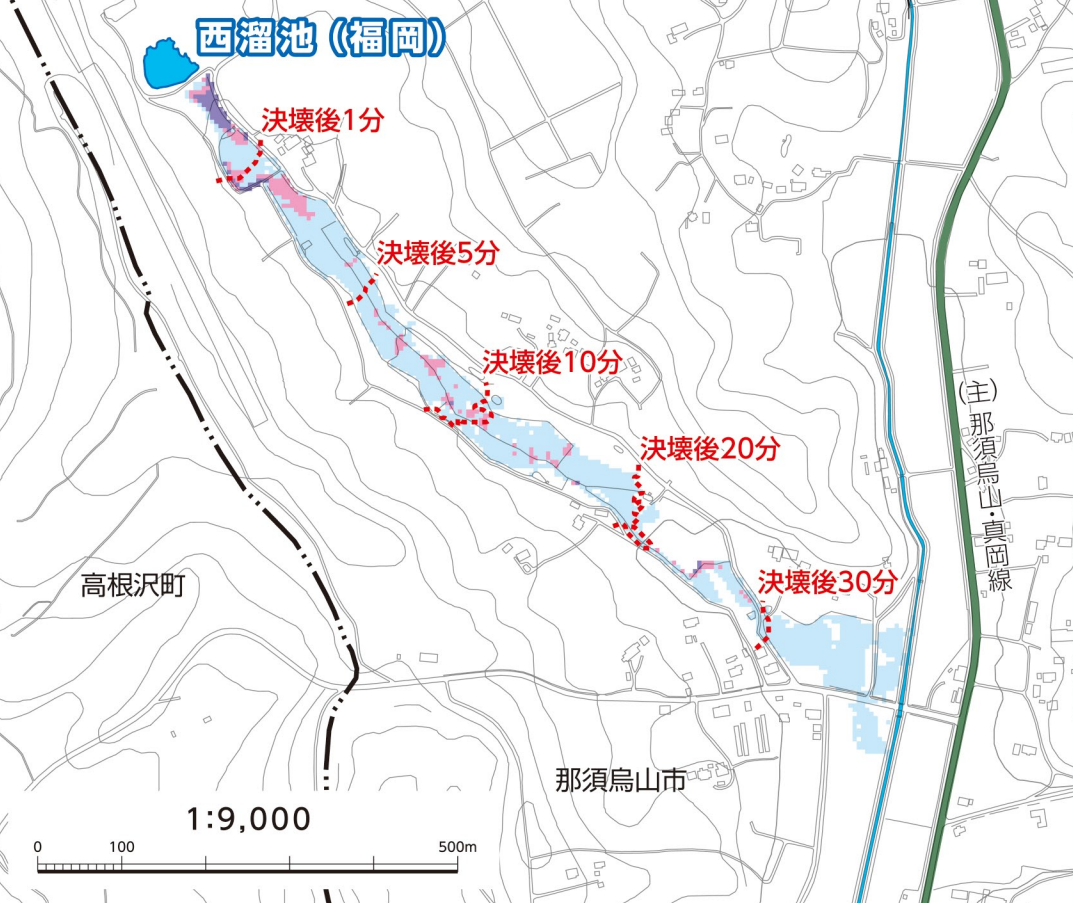 西溜池（福岡）
決壊後1分
決壊後5分
決壊後10分
決壊後20分
(主)那須烏山・真岡線
決壊後30分
高根沢町
那須烏山市
1:9,000
0 100 500m